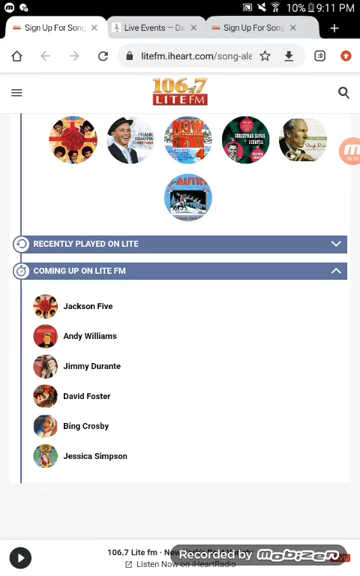 10% 9:11 PM
Sign Up For Song
Live Events — Da
Sign Up For Song
litefm.iheart.com/song-ale
106.7
LITE FM
RECENTLY PLAYED ON LITE
COMING UP ON LITE FM
Jackson Five
Andy Williams
Jimmy Durante
David Foster
Bing Crosby
Jessica Simpson
106.7 Lite fm · New
Recorded by Mobizen
Listen Now on iHeartRadio